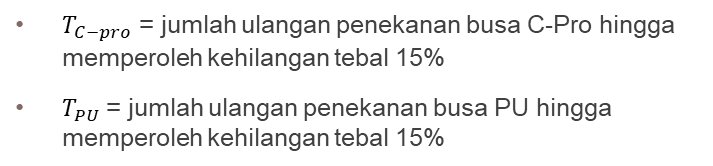 • T_{C-pro} = jumlah ulangan penekanan busa C-Pro hingga
memperoleh kehilangan tebal 15%
• T_{PU} = jumlah ulangan penekanan busa PU hingga
memperoleh kehilangan tebal 15%